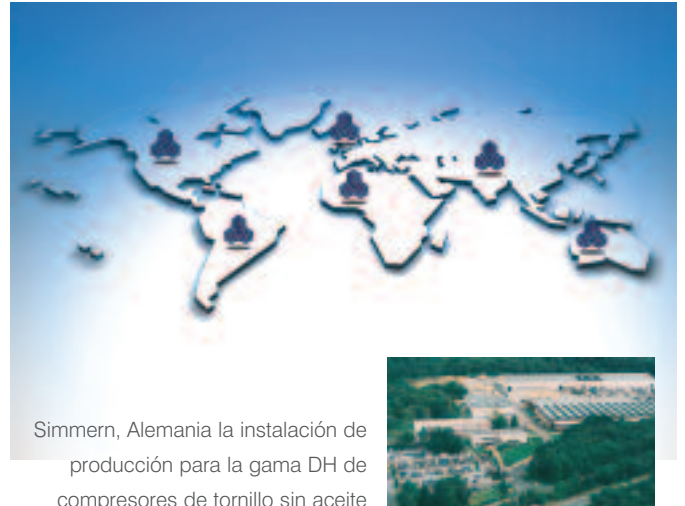 Simmern, Alemania la instalación de
producción para la gama DH de
compresores de tornillo sin aceite